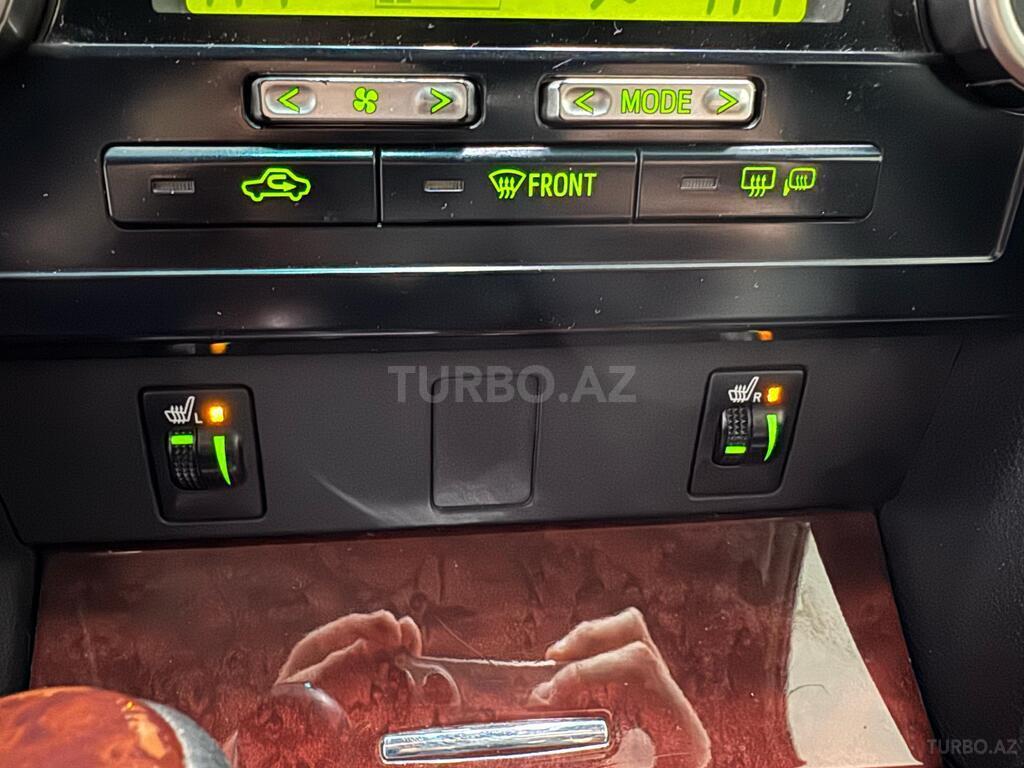 < >
< MODE >
FRONT
TURBO.AZ
L
R
TURBO.AZ